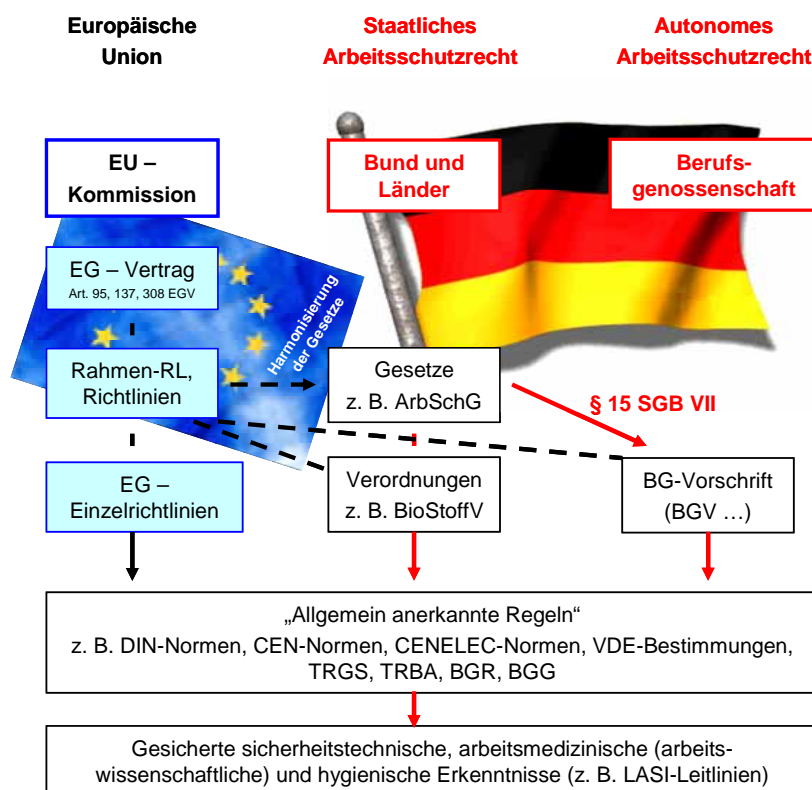 Europäische
Union
Staatliches
Arbeitsschutzrecht
Autonomes
Arbeitsschutzrecht
EU –
Kommission
Bund und
Länder
Berufs-
genossenschaft
EG – Vertrag
Art. 95, 137, 308 EGV
Harmonisierung
der Gesetze
Rahmen-RL,
Richtlinien
Gesetze
z. B. ArbSchG
§ 15 SGB VII
EG –
Einzelrichtlinien
Verordnungen
z. B. BioStoffV
BG-Vorschrift
(BGV …)
„Allgemein anerkannte Regeln“
z. B. DIN-Normen, CEN-Normen, CENELEC-Normen, VDE-Bestimmungen,
TRGS, TRBA, BGR, BGG
Gesicherte sicherheitstechnische, arbeitsmedizinische (arbeits-
wissenschaftliche) und hygienische Erkenntnisse (z. B. LASI-Leitlinien)